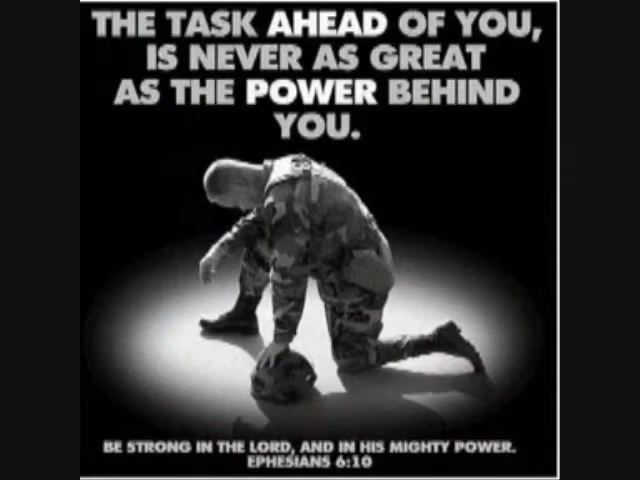 THE TASK AHEAD OF YOU,
IS NEVER AS GREAT
AS THE POWER BEHIND
YOU.
BE STRONG IN THE LORD, AND IN HIS MIGHTY POWER.
EPHESIANS 6:10